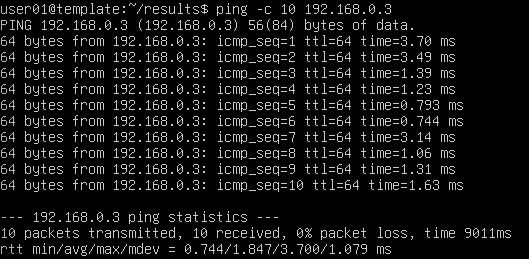 user01@template:~/results$ ping -c 10 192.168.0.3
PING 192.168.0.3 (192.168.0.3) 56(84) bytes of data.
64 bytes from 192.168.0.3: icmp_seq=1 ttl=64 time=3.70 ms
64 bytes from 192.168.0.3: icmp_seq=2 ttl=64 time=3.49 ms
64 bytes from 192.168.0.3: icmp_seq=3 ttl=64 time=1.39 ms
64 bytes from 192.168.0.3: icmp_seq=4 ttl=64 time=1.23 ms
64 bytes from 192.168.0.3: icmp_seq=5 ttl=64 time=0.793 ms
64 bytes from 192.168.0.3: icmp_seq=6 ttl=64 time=0.744 ms
64 bytes from 192.168.0.3: icmp_seq=7 ttl=64 time=3.14 ms
64 bytes from 192.168.0.3: icmp_seq=8 ttl=64 time=1.06 ms
64 bytes from 192.168.0.3: icmp_seq=9 ttl=64 time=1.31 ms
64 bytes from 192.168.0.3: icmp_seq=10 ttl=64 time=1.63 ms
--- 192.168.0.3 ping statistics ---
10 packets transmitted, 10 received, 0% packet loss, time 9011ms
rtt min/avg/max/mdev = 0.744/1.847/3.700/1.079 ms